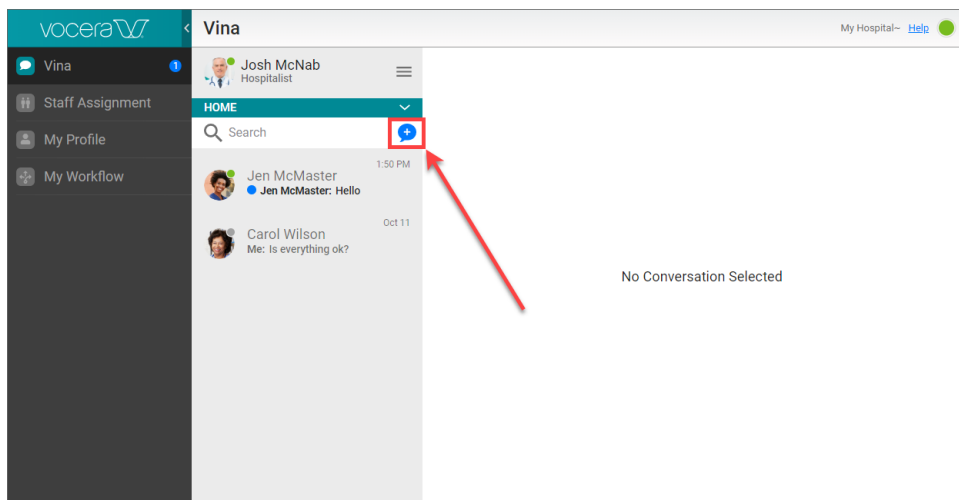 vocera
Vina
My Hospital~ Help
Vina 1
Staff Assignment
My Profile
My Workflow
Josh McNab
Hospitalist
HOME
Search
1:50 PM
Jen McMaster
Jen McMaster: Hello
Oct 11
Carol Wilson
Me: Is everything ok?
No Conversation Selected